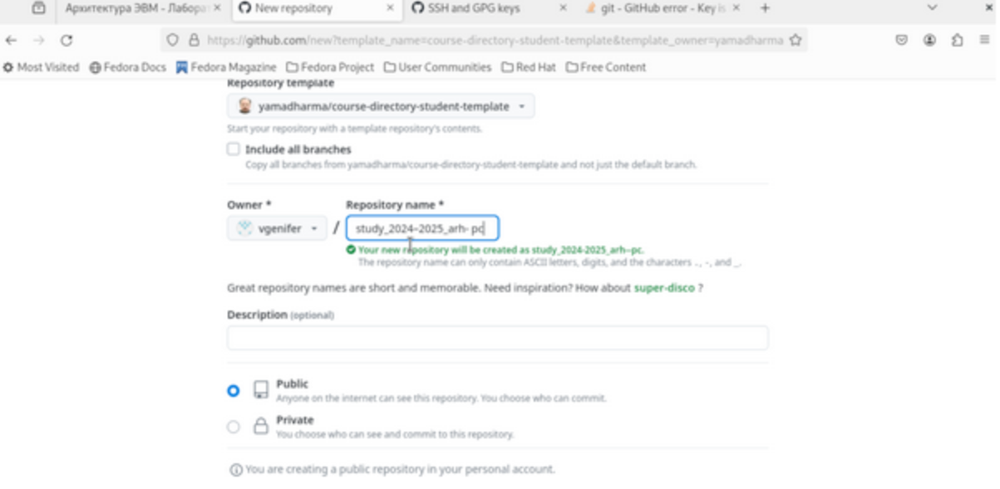 Архитектура ЭВМ - Лабора × New repository × SSH and GPG keys × git - GitHub error - Key is × +
https://github.com/new?template_name=course-directory-student-template&template_owner=yamadharma
Most Visited Fedora Docs Fedora Magazine Fedora Project User Communities Red Hat Free Content
Repository template
yamadharma/course-directory-student-template
Start your repository with a template repository's contents.
Include all branches
Copy all branches from yamadharma/course-directory-student-template and not just the default branch.
Owner * Repository name *
vgenifer / study_2024-2025_arh- pc
Your new repository will be created as study_2024-2025_arh--pc.
The repository name can only contain ASCII letters, digits, and the characters ., -, and _.
Great repository names are short and memorable. Need inspiration? How about super-disco ?
Description (optional)
Public
Anyone on the internet can see this repository. You choose who can commit.
Private
You choose who can see and commit to this repository.
You are creating a public repository in your personal account.